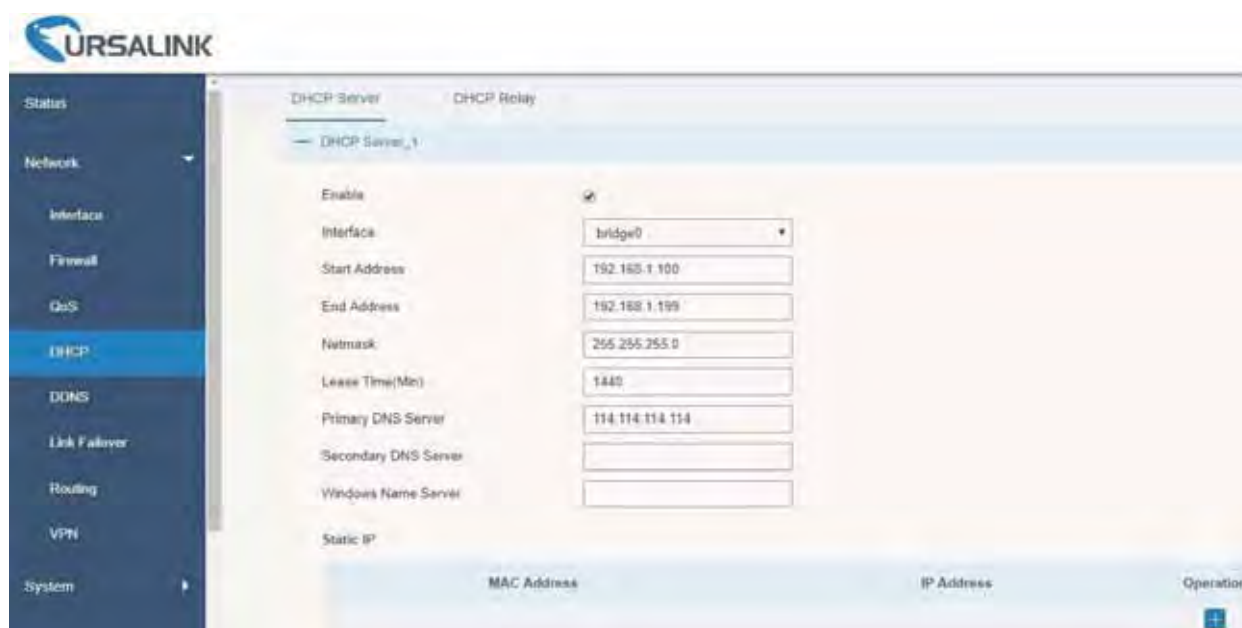 URSALINK
Status
Network
Interface
Firewall
QoS
DHCP
DDNS
Link Failover
Routing
VPN
System
DHCP Server
DHCP Relay
DHCP Server_1
Enable
Interface
bridge0
Start Address
192.168.1.100
End Address
192.168.1.199
Netmask
255.255.255.0
Lease Time(Min)
1440
Primary DNS Server
114.114.114.114
Secondary DNS Server
Windows Name Server
Static IP
MAC Address
IP Address
Operation